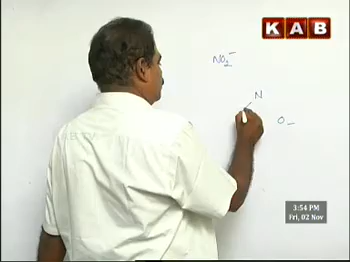 KAB
NO₂⁻
N
O _
3:54 PM
Fri, 02 Nov